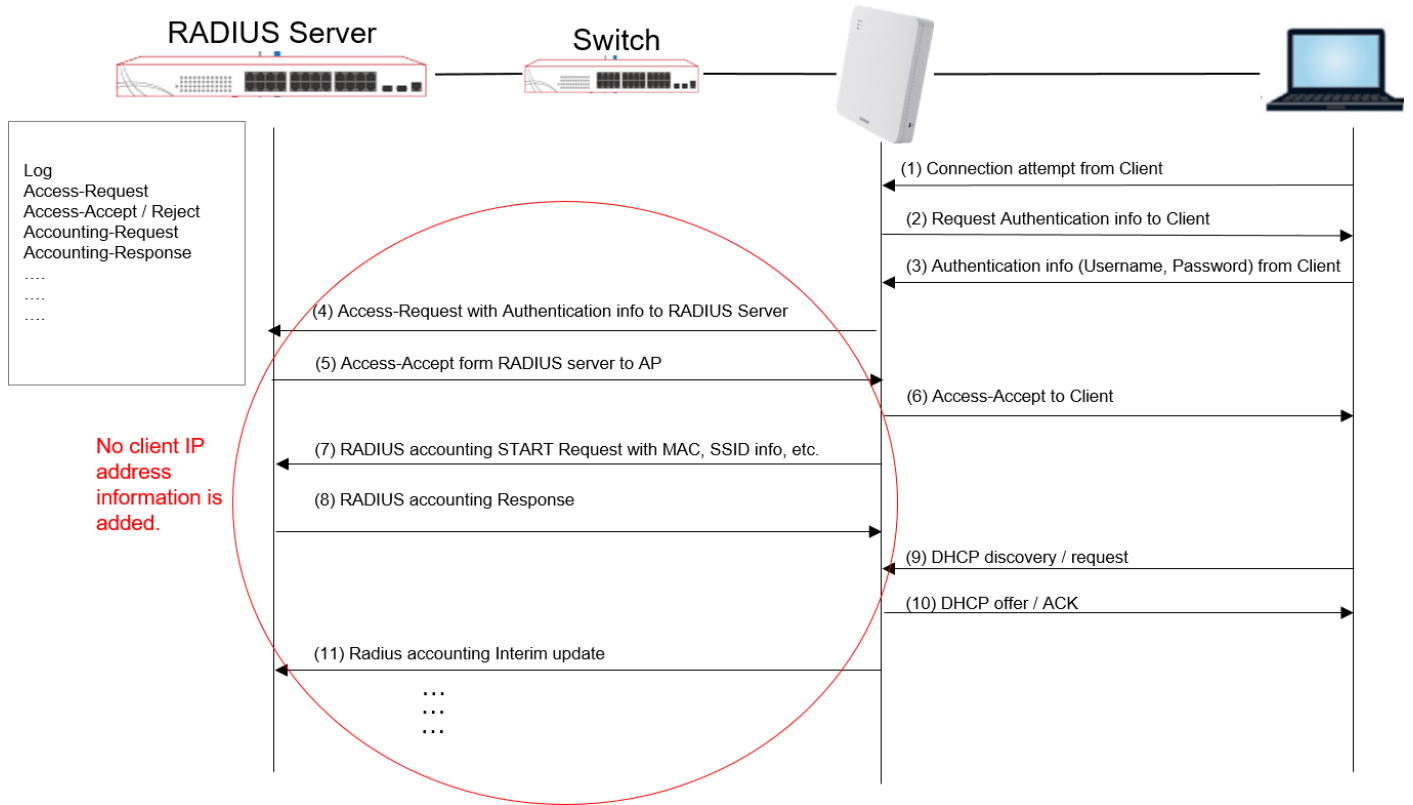 RADIUS Server
Switch
Log
Access-Request
Access-Accept / Reject
Accounting-Request
Accounting-Response
....
....
....
(1) Connection attempt from Client
(2) Request Authentication info to Client
(3) Authentication info (Username, Password) from Client
(4) Access-Request with Authentication info to RADIUS Server
(5) Access-Accept form RADIUS server to AP
(6) Access-Accept to Client
No client IP
address
information is
added.
(7) RADIUS accounting START Request with MAC, SSID info, etc.
(8) RADIUS accounting Response
(9) DHCP discovery / request
(10) DHCP offer / ACK
(11) Radius accounting Interim update
...
...
...